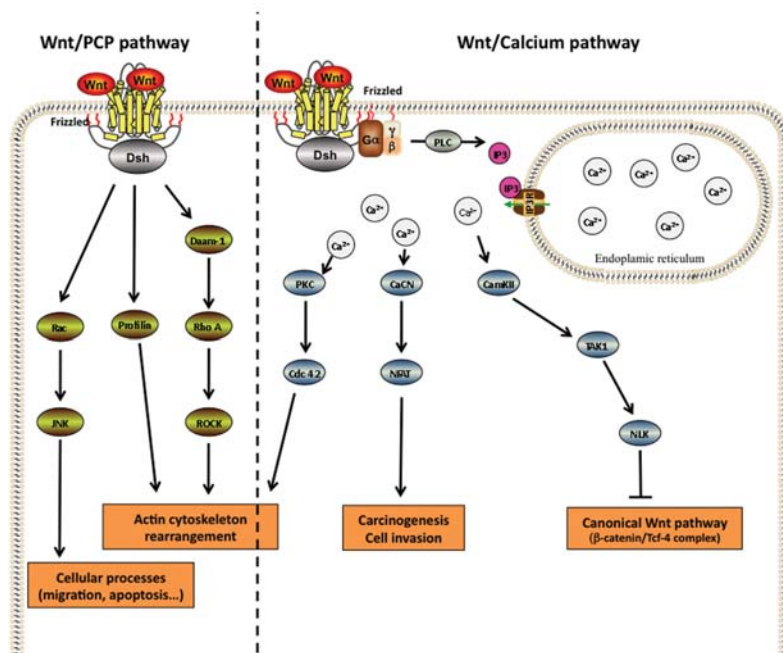 Wnt/PCP pathway
Wnt/Calcium pathway
Wnt
Wnt
Frizzled
Dsh
Daam-1
Rac
Profilin
Rho A
JNK
ROCK
Wnt
Wnt
Frizzled
Dsh
Gα
γ
β
PLC
IP3
IP3
IP3R
Ca²⁺
Ca²⁺
Ca²⁺
Ca²⁺
Ca²⁺
Ca²⁺
Ca²⁺
Endoplamic reticulum
Ca²⁺
Ca²⁺
Ca²⁺
Ca²⁺
PKC
CaCN
CamKII
Cdc 42
NFAT
TAK1
NLK
Actin cytoskeleton
rearrangement
Carcinogenesis
Cell invasion
Canonical Wnt pathway
(β-catenin/Tcf-4 complex)
Cellular processes
(migration, apoptosis...)